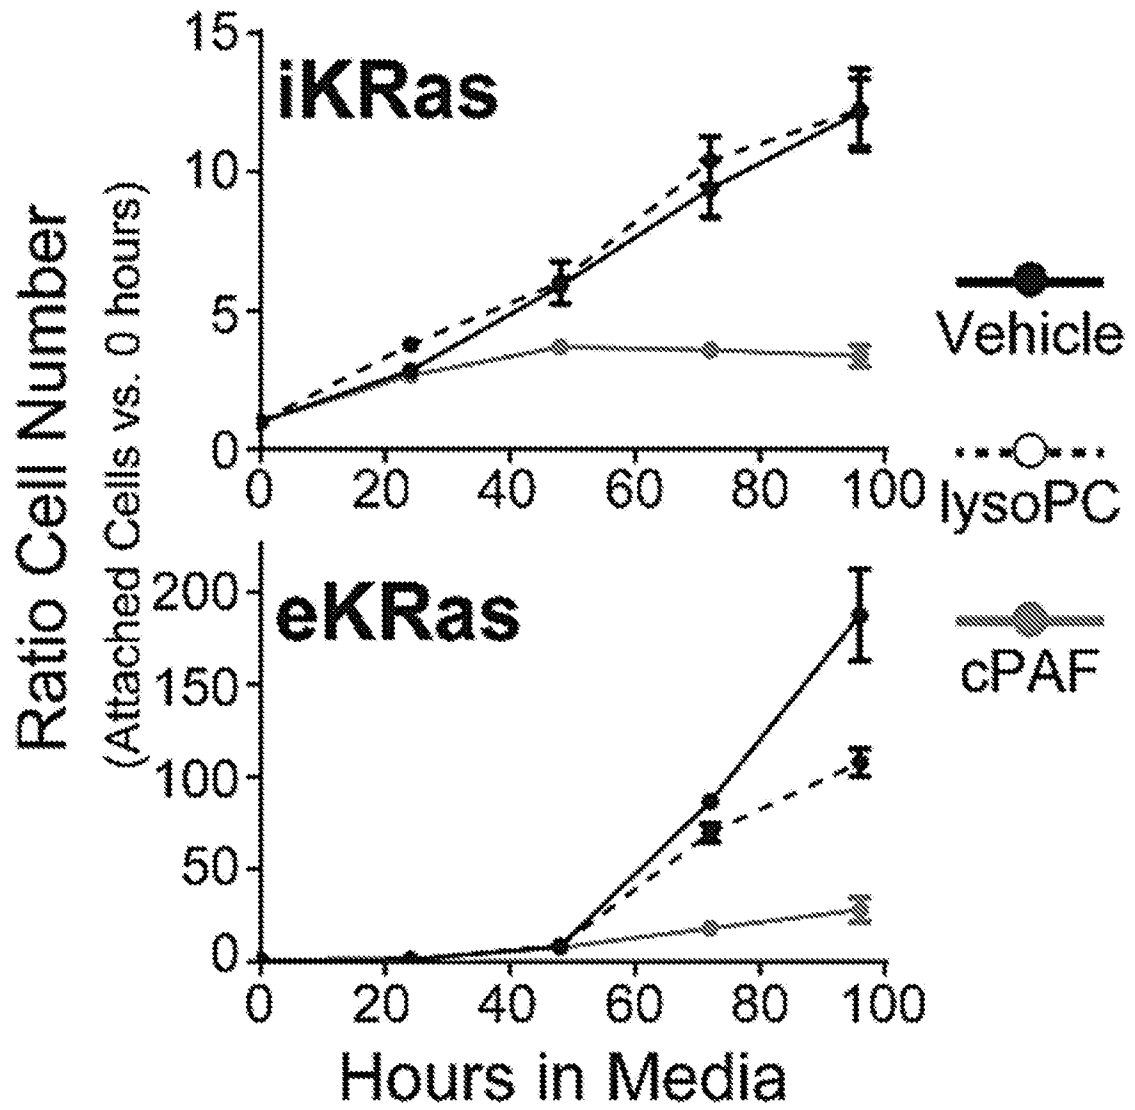 Ratio Cell Number
(Attached Cells vs. 0 hours)
iKRas
15
10
5
0
0 20 40 60 80 100
eKRas
200
150
100
50
0
0 20 40 60 80 100
Hours in Media
Vehicle
lysoPC
cPAF